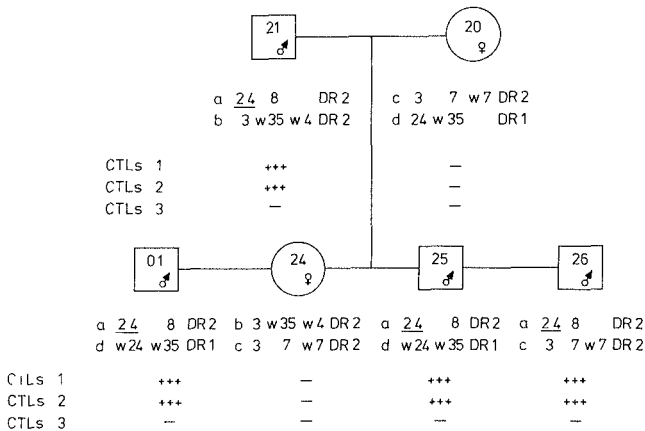 21 20
♂ ♀
a 24 8 DR2 c 3 7 w7 DR2
b 3 w35 w4 DR2 d 24 w35 DR1
CTLs 1 +++ —
CTLs 2 +++ —
CTLs 3 — —
01 24 25 26
♂ ♀ ♂ ♂
a 24 8 DR2 b 3 w35 w4 DR2 a 24 8 DR2 a 24 8 DR2
d w24 w35 DR1 c 3 7 w7 DR2 d w24 w35 DR1 c 3 7 w7 DR2
CTLs 1 +++ — +++ +++
CTLs 2 +++ — +++ +++
CTLs 3 — — — —